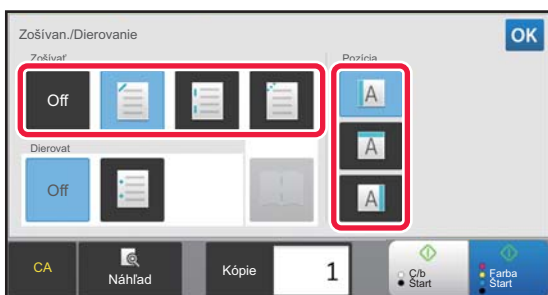 Zošívan./Dierovanie
OK
Zošívať
Pozícia
Off
A
A
A
Dierovat
Off
CA
Náhľad
Kópie
1
Č/b
Štart
Farba
Štart